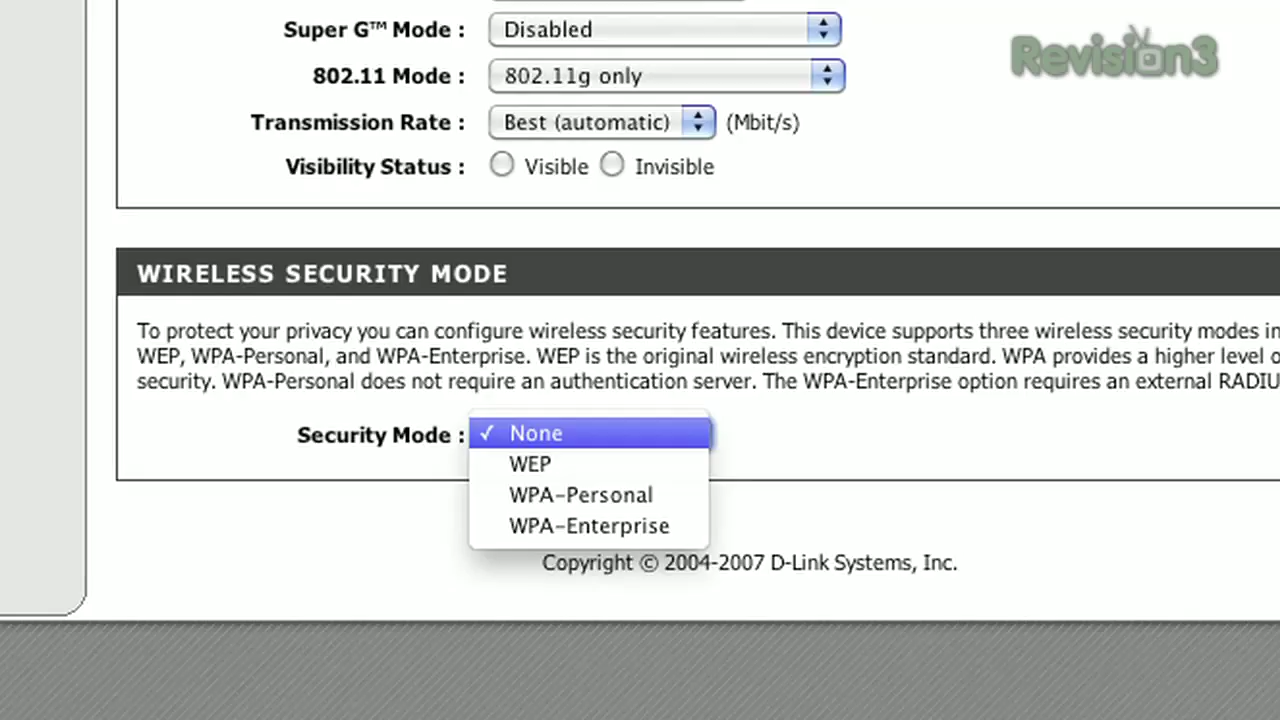 Super G™ Mode : Disabled
802.11 Mode : 802.11g only
Transmission Rate : Best (automatic) (Mbit/s)
Visibility Status : Visible Invisible
Revision3
WIRELESS SECURITY MODE
To protect your privacy you can configure wireless security features. This device supports three wireless security modes in
WEP, WPA-Personal, and WPA-Enterprise. WEP is the original wireless encryption standard. WPA provides a higher level o
security. WPA-Personal does not require an authentication server. The WPA-Enterprise option requires an external RADIU
Security Mode : ✓ None
WEP
WPA-Personal
WPA-Enterprise
Copyright © 2004-2007 D-Link Systems, Inc.